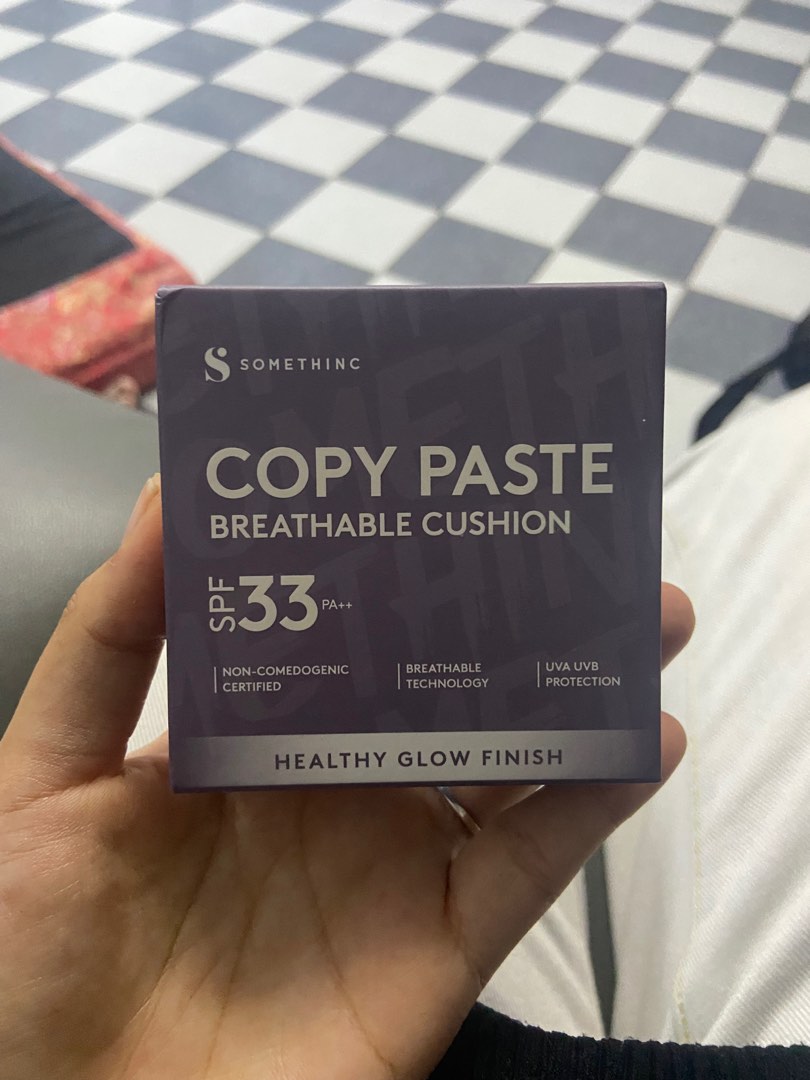 SOMETHINC
COPY PASTE
BREATHABLE CUSHION
SPF 33 PA++
NON-COMEDOGENIC
CERTIFIED
BREATHABLE
TECHNOLOGY
UVA UVB
PROTECTION
HEALTHY GLOW FINISH